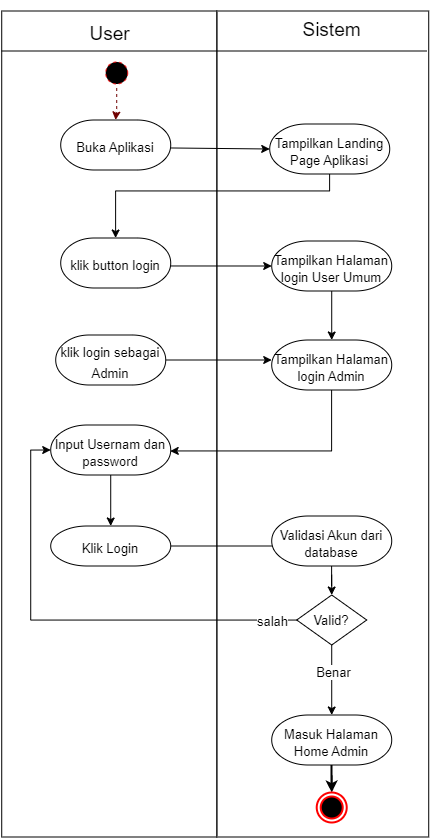 User
Sistem
Buka Aplikasi
Tampilkan Landing
Page Aplikasi
klik button login
Tampilkan Halaman
login User Umum
klik login sebagai
Admin
Tampilkan Halaman
login Admin
Input Usernam dan
password
Klik Login
Validasi Akun dari
database
Valid?
salah
Benar
Masuk Halaman
Home Admin